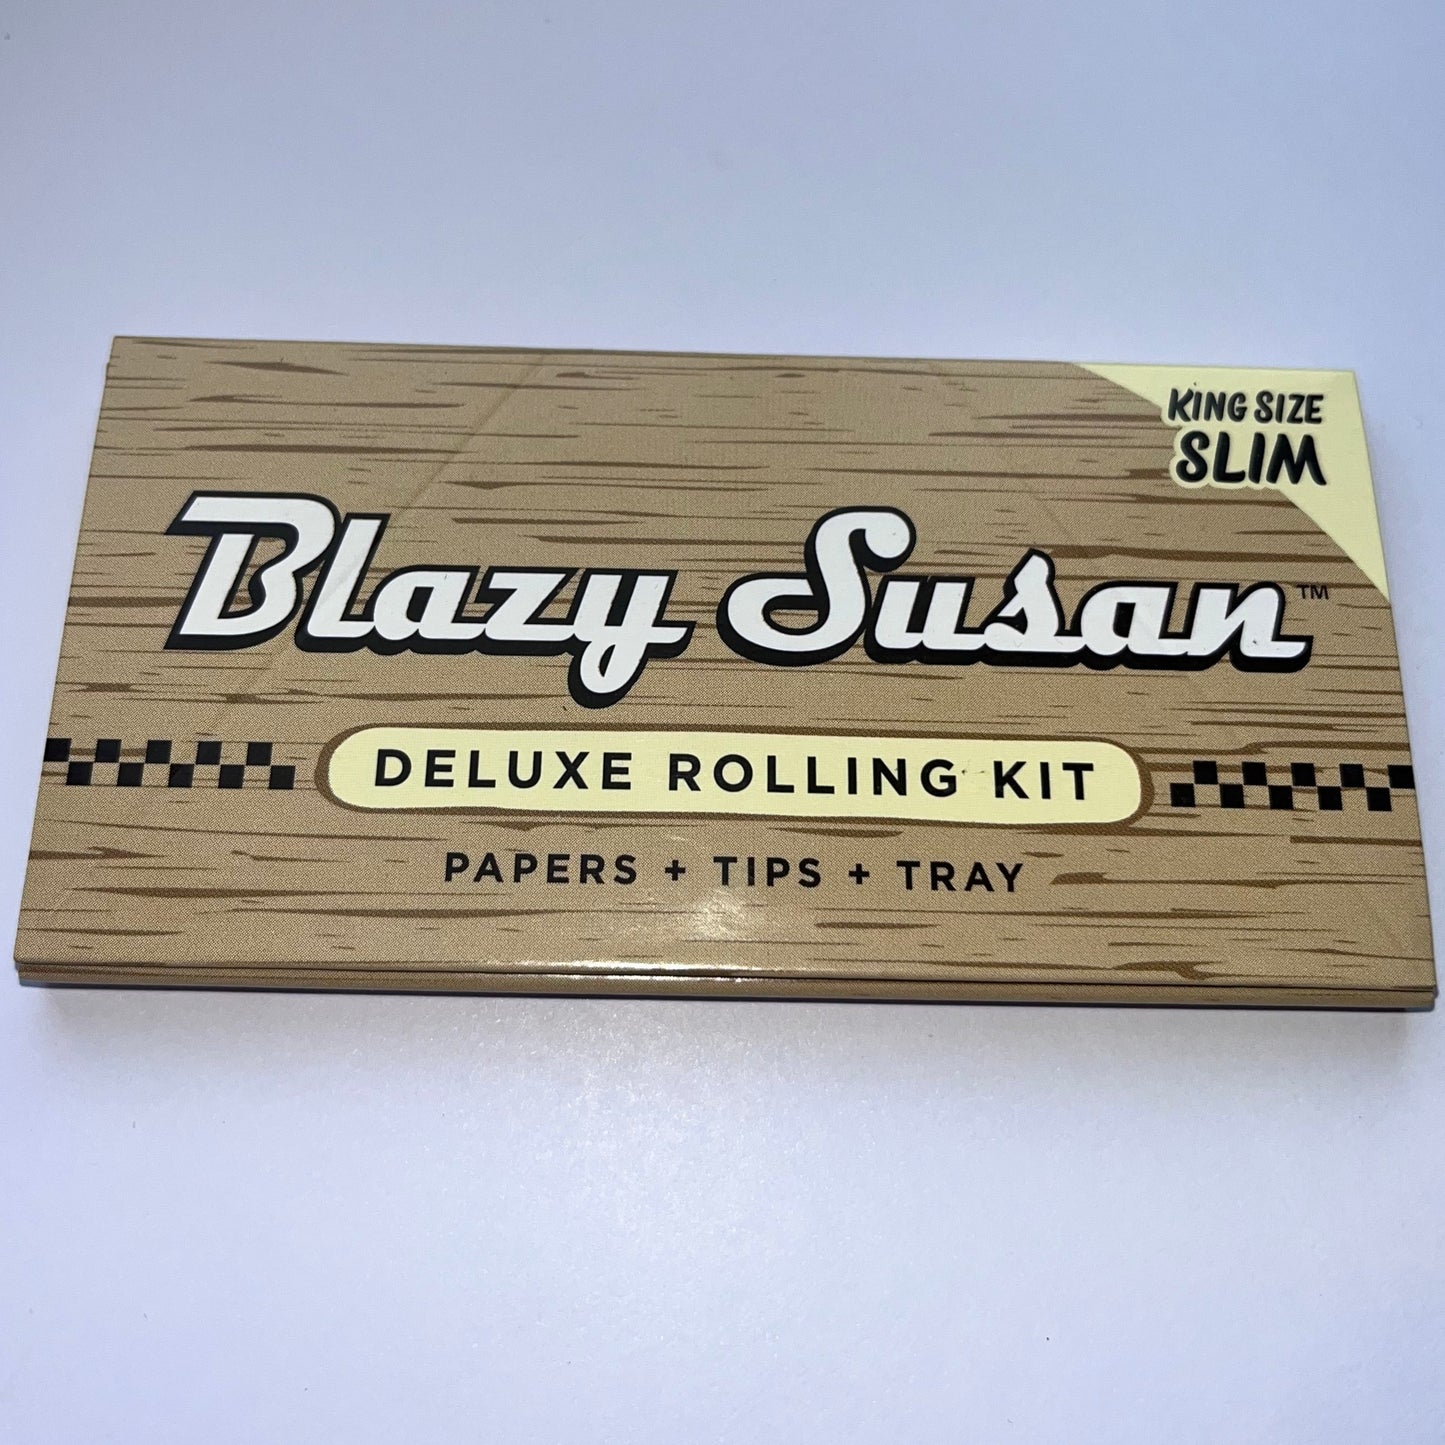 KING SIZE
SLIM
Blazy Susan™
DELUXE ROLLING KIT
PAPERS + TIPS + TRAY